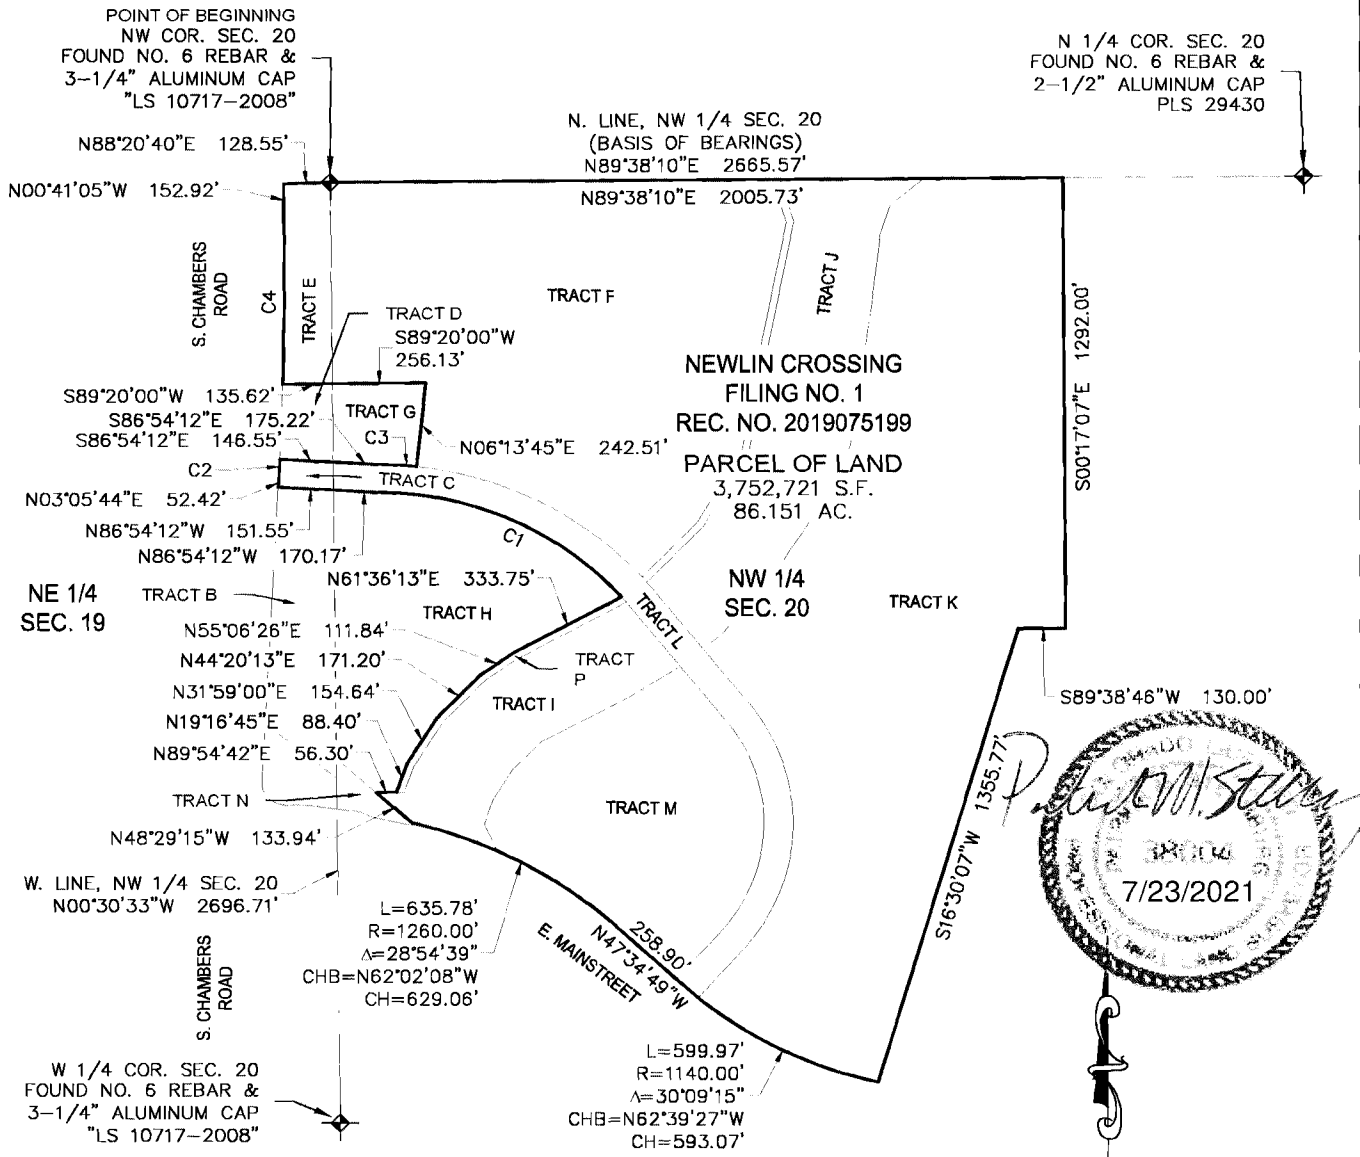 POINT OF BEGINNING
NW COR. SEC. 20
FOUND NO. 6 REBAR &
3-1/4" ALUMINUM CAP
"LS 10717-2008"
N 1/4 COR. SEC. 20
FOUND NO. 6 REBAR &
2-1/2" ALUMINUM CAP
PLS 29430
N. LINE, NW 1/4 SEC. 20
(BASIS OF BEARINGS)
N89°38'10"E 2665.57'
N89°38'10"E 2005.73'
N88°20'40"E 128.55'
N00°41'05"W 152.92'
S. CHAMBERS
ROAD
C4
TRACT E
TRACT F
TRACT J
TRACT D
S89°20'00"W
256.13'
S00°17'07"E 1292.00'
NEWLIN CROSSING
FILING NO. 1
REC. NO. 2019075199
PARCEL OF LAND
3,752,721 S.F.
86.151 AC.
S89°20'00"W 135.62'
S86°54'12"E 175.22'
S86°54'12"E 146.55'
TRACT G
C3
N06°13'45"E 242.51'
C2
TRACT C
N03°05'44"E 52.42'
N86°54'12"W 151.55'
N86°54'12"W 170.17'
C1
N61°36'13"E 333.75'
NE 1/4
SEC. 19
TRACT B
TRACT H
NW 1/4
SEC. 20
TRACT K
TRACT L
N55°06'26"E 111.84'
N44°20'13"E 171.20'
N31°59'00"E 154.64'
N19°16'45"E 88.40'
N89°54'42"E 56.30'
TRACT
P
TRACT I
S89°38'46"W 130.00'
TRACT N
TRACT M
S16°30'07"W 1355.77'
N48°29'15"W 133.94'
W. LINE, NW 1/4 SEC. 20
N00°30'33"W 2696.71'
38004
7/23/2021
L=635.78'
R=1260.00'
Δ=28°54'39"
CHB=N62°02'08"W
CH=629.06'
258.90'
N47°34'49"W
E. MAINSTREET
S. CHAMBERS
ROAD
W 1/4 COR. SEC. 20
FOUND NO. 6 REBAR &
3-1/4" ALUMINUM CAP
"LS 10717-2008"
L=599.97'
R=1140.00'
Δ=30°09'15"
CHB=N62°39'27"W
CH=593.07'